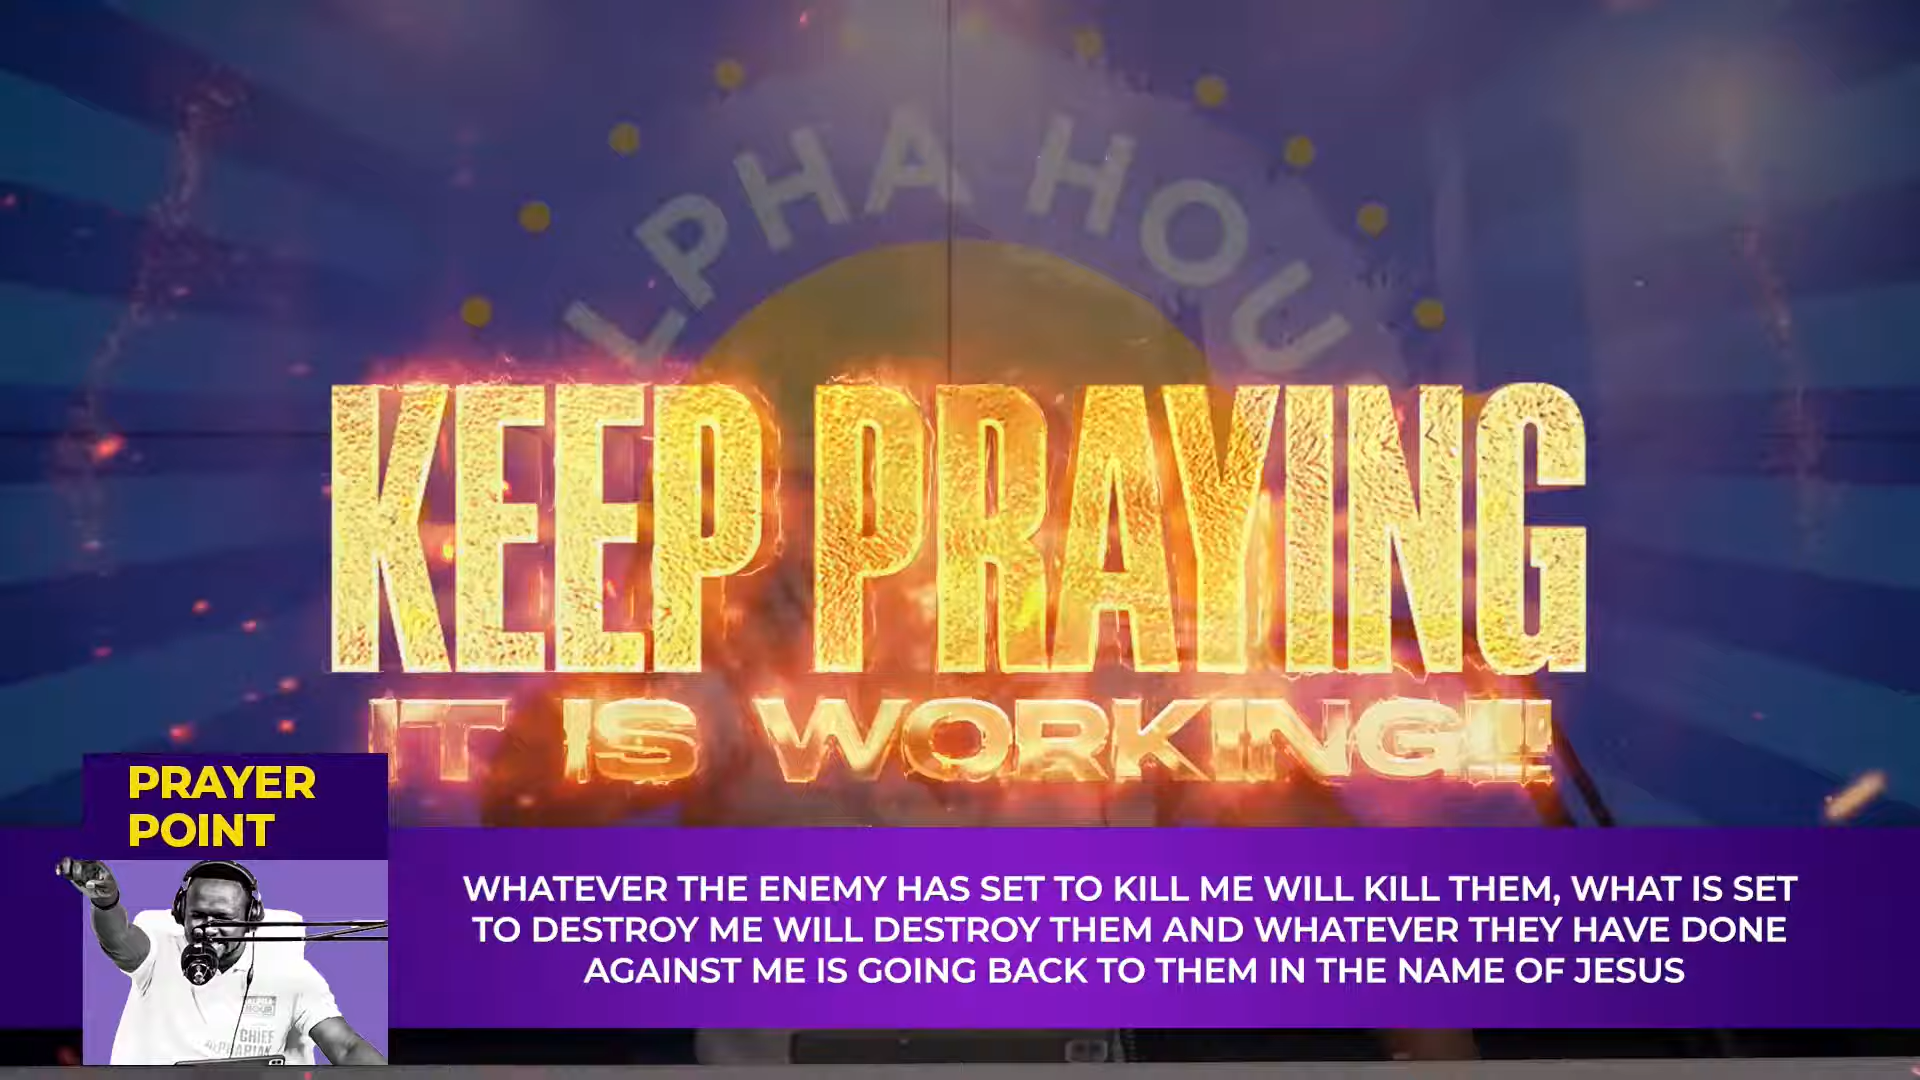 LPHA HOU
KEEP PRAYING
IT IS WORKING!!!
PRAYER
POINT
WHATEVER THE ENEMY HAS SET TO KILL ME WILL KILL THEM, WHAT IS SET
TO DESTROY ME WILL DESTROY THEM AND WHATEVER THEY HAVE DONE
AGAINST ME IS GOING BACK TO THEM IN THE NAME OF JESUS
HOUR
CHIEF